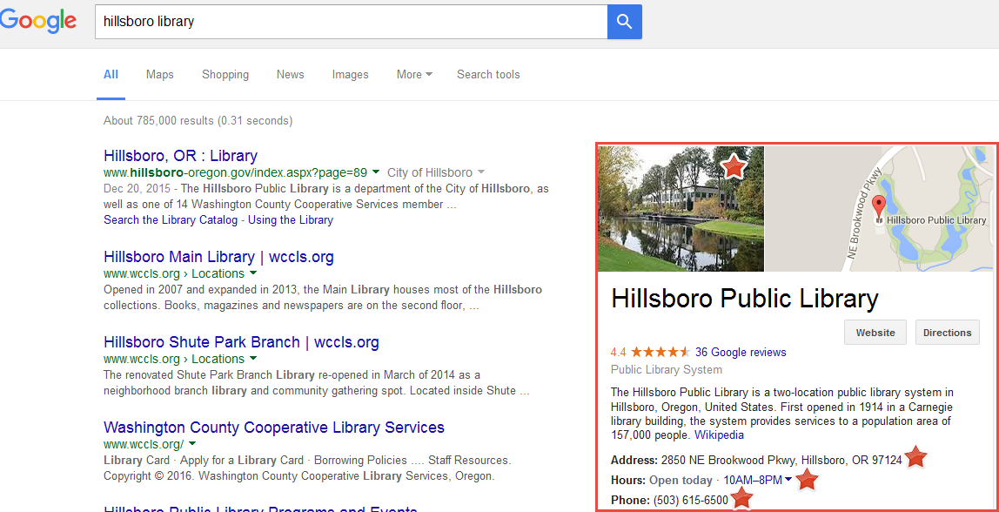 Google
hillsboro library
All Maps Shopping News Images More Search tools
About 785,000 results (0.31 seconds)
Hillsboro, OR : Library
www.hillsboro-oregon.gov/index.aspx?page=89 City of Hillsboro
Dec 20, 2015 - The Hillsboro Public Library is a department of the City of Hillsboro, as
well as one of 14 Washington County Cooperative Services member ...
Search the Library Catalog - Using the Library
Hillsboro Main Library | wccls.org
www.wccls.org › Locations
Opened in 2007 and expanded in 2013, the Main Library houses most of the Hillsboro
collections. Books, magazines and newspapers are on the second floor, ...
Hillsboro Shute Park Branch | wccls.org
www.wccls.org › Locations
The renovated Shute Park Branch Library re-opened in March of 2014 as a
neighborhood branch library and community gathering spot. Located inside Shute ...
Washington County Cooperative Library Services
www.wccls.org/
Library Card · Apply for a Library Card · Borrowing Policies .... Staff Resources.
Copyright © 2016. Washington County Cooperative Library Services, Oregon.
Hillsboro Public Library Programs and Events
NE Brookwood Pkwy
Hillsboro Public Library
Hillsboro Public Library
Website Directions
4.4 36 Google reviews
Public Library System
The Hillsboro Public Library is a two-location public library system in
Hillsboro, Oregon, United States. First opened in 1914 in a Carnegie
library building, the system provides services to a population area of
157,000 people. Wikipedia
Address: 2850 NE Brookwood Pkwy, Hillsboro, OR 97124
Hours: Open today · 10AM–8PM
Phone: (503) 615-6500